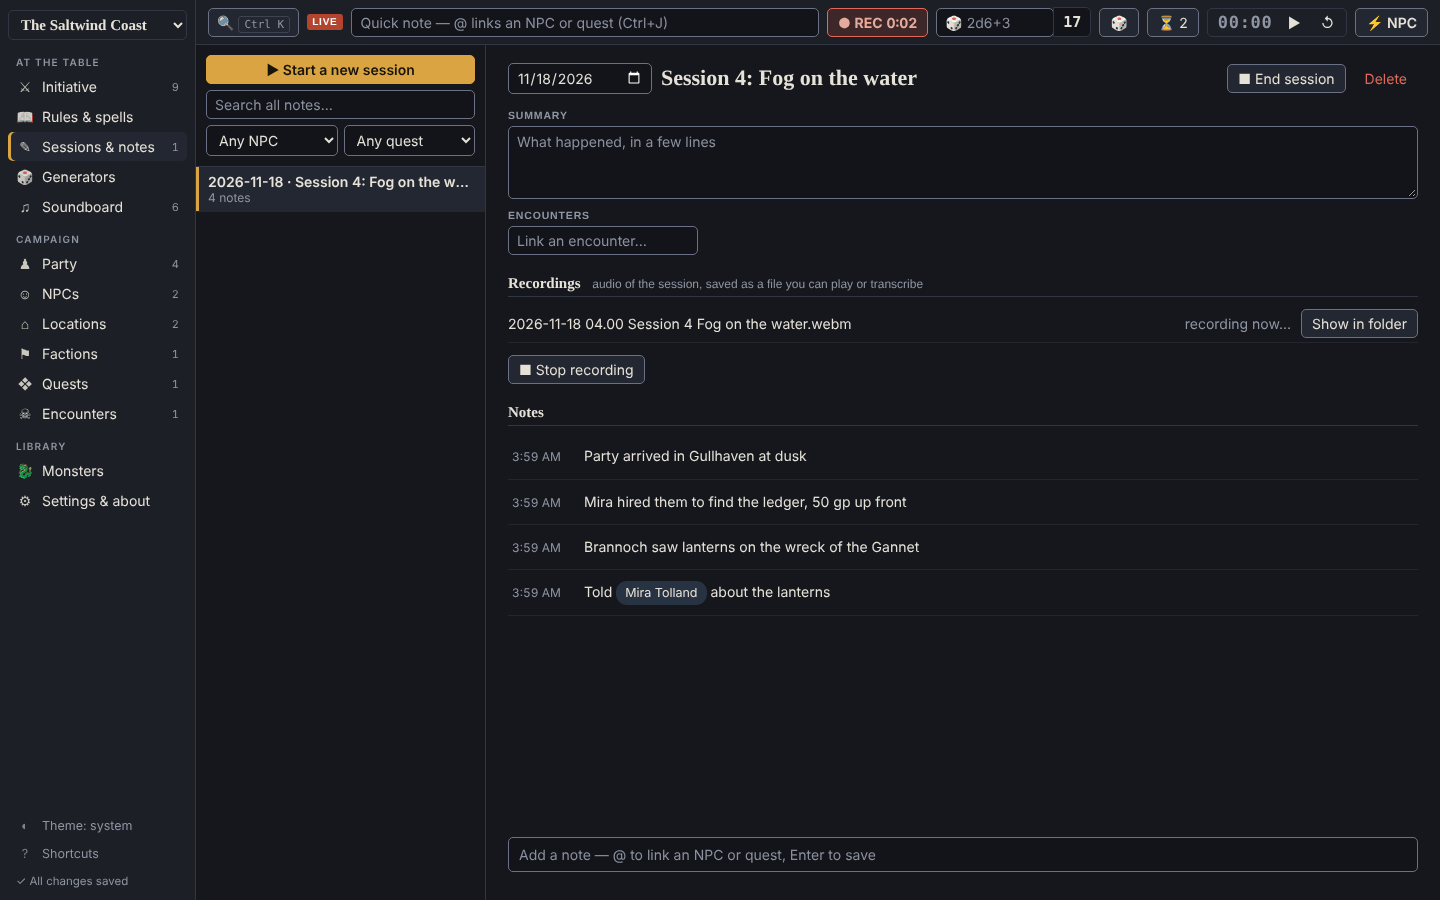 The Saltwind Coast
AT THE TABLE
Initiative 9
Rules & spells
Sessions & notes 1
Generators
Soundboard 6
CAMPAIGN
Party 4
NPCs 2
Locations 2
Factions 1
Quests 1
Encounters 1
LIBRARY
Monsters
Settings & about
Theme: system
? Shortcuts
✓ All changes saved
Ctrl K
LIVE
Quick note — @ links an NPC or quest (Ctrl+J)
REC 0:02
2d6+3
17
2
00:00
NPC
Start a new session
Search all notes...
Any NPC
Any quest
2026-11-18 · Session 4: Fog on the w...
4 notes
11/18/2026
Session 4: Fog on the water
End session
Delete
SUMMARY
What happened, in a few lines
ENCOUNTERS
Link an encounter...
Recordings audio of the session, saved as a file you can play or transcribe
2026-11-18 04.00 Session 4 Fog on the water.webm recording now... Show in folder
Stop recording
Notes
3:59 AM Party arrived in Gullhaven at dusk
3:59 AM Mira hired them to find the ledger, 50 gp up front
3:59 AM Brannoch saw lanterns on the wreck of the Gannet
3:59 AM Told Mira Tolland about the lanterns
Add a note — @ to link an NPC or quest, Enter to save